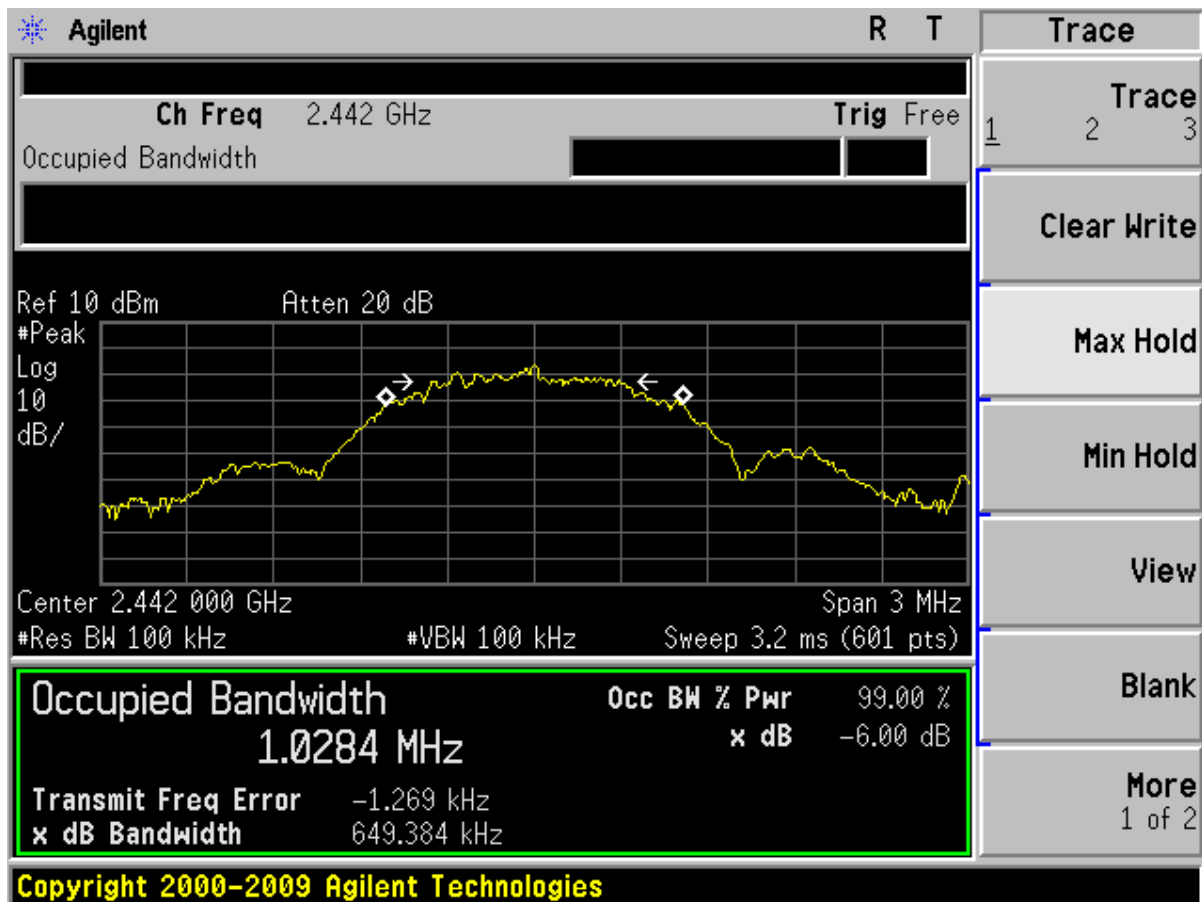 Agilent R T Trace
Ch Freq 2.442 GHz Trig Free
Occupied Bandwidth
Trace
1 2 3
Clear Write
Max Hold
Min Hold
View
Blank
More
1 of 2
Ref 10 dBm Atten 20 dB
#Peak
Log
10
dB/
Center 2.442 000 GHz Span 3 MHz
#Res BW 100 kHz #VBW 100 kHz Sweep 3.2 ms (601 pts)
Occupied Bandwidth Occ BW % Pwr 99.00 %
1.0284 MHz x dB -6.00 dB
Transmit Freq Error -1.269 kHz
x dB Bandwidth 649.384 kHz
Copyright 2000-2009 Agilent Technologies